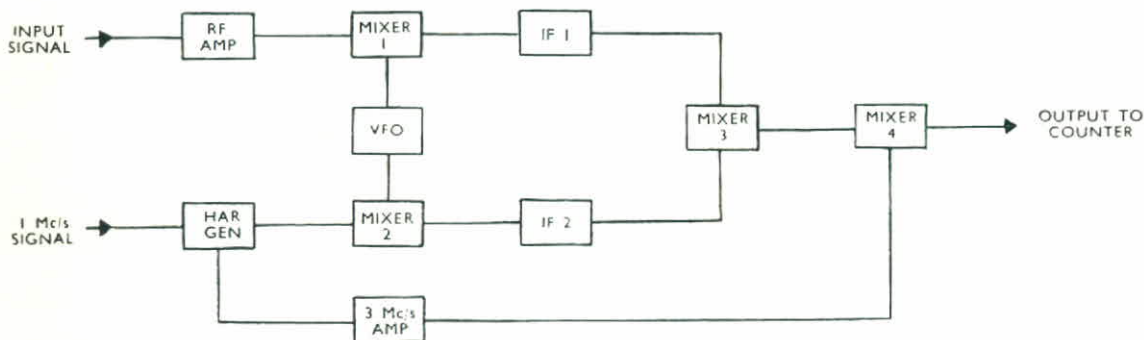 INPUT
SIGNAL
RF
AMP
MIXER
1
IF 1
VFO
MIXER
3
MIXER
4
OUTPUT TO
COUNTER
1 Mc/s
SIGNAL
HAR
GEN
MIXER
2
IF 2
3 Mc/s
AMP